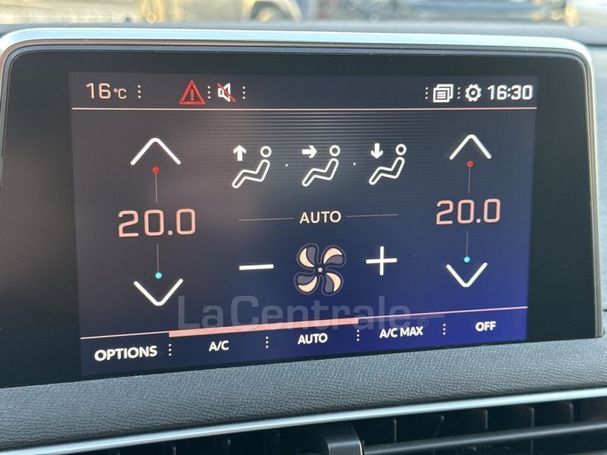 16°C 16:30
20.0 20.0
AUTO
LaCentrale
OPTIONS A/C AUTO A/C MAX OFF